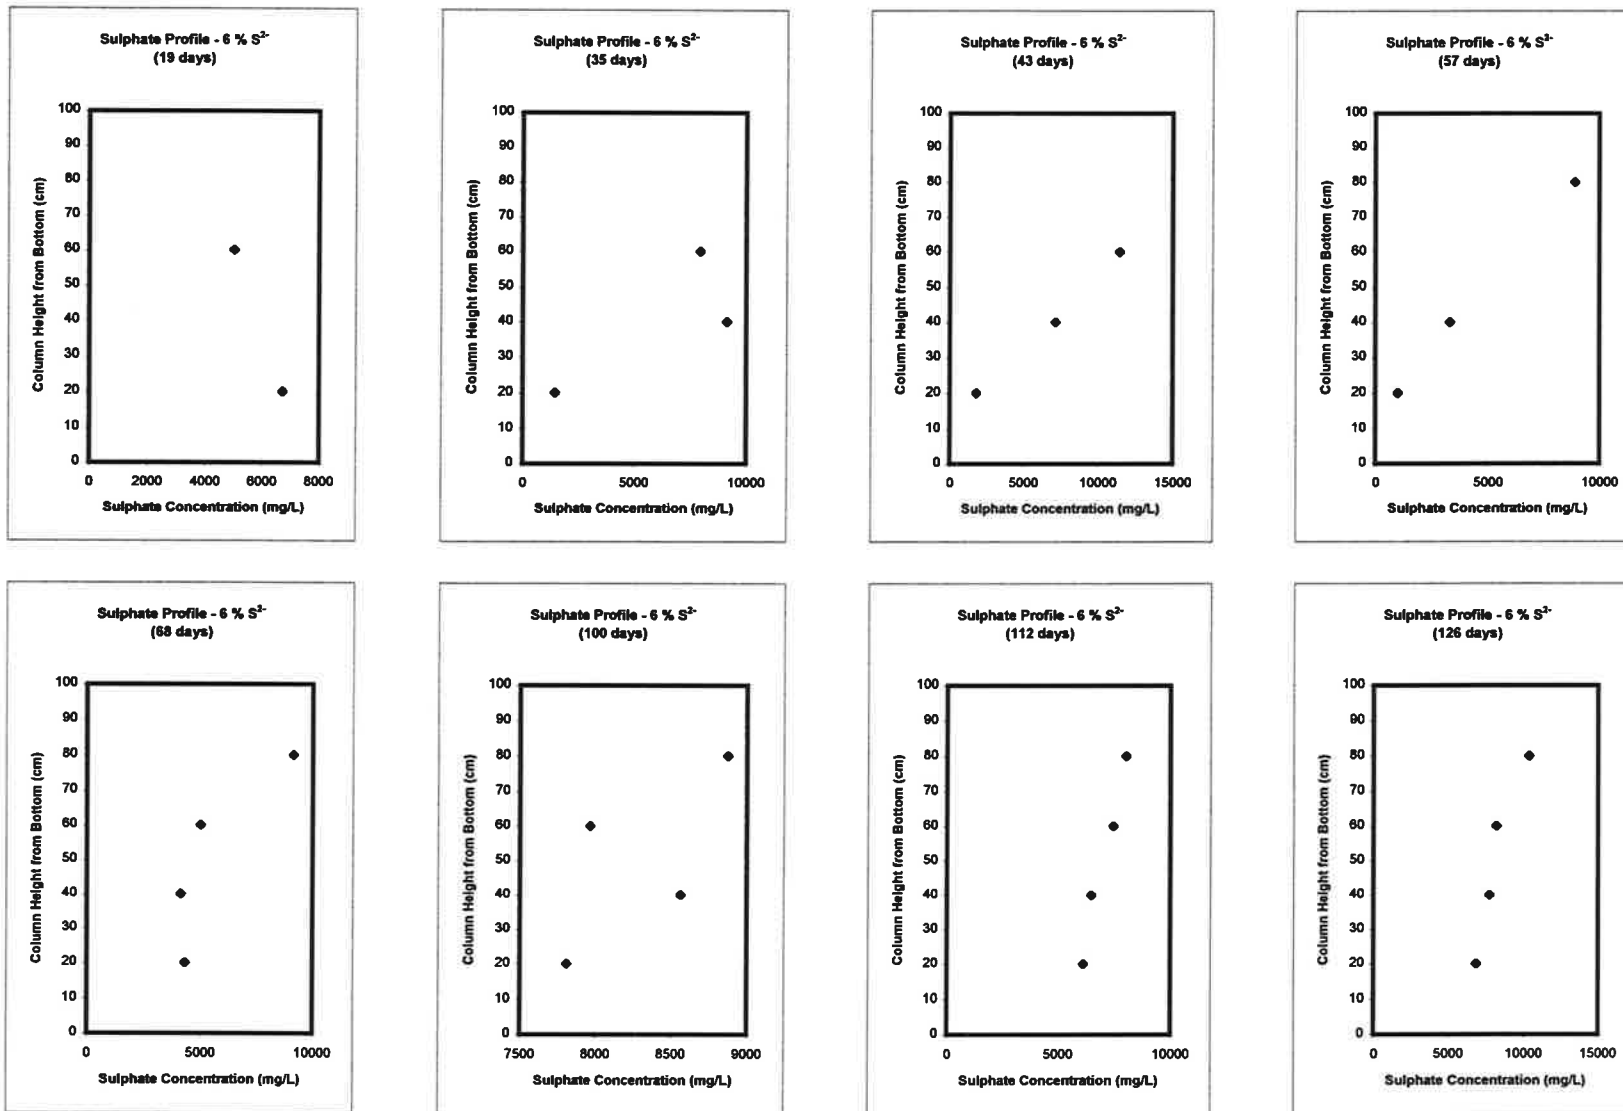 Sulphate Profile - 6 % S²⁻
(19 days)
Column Height from Bottom (cm)
100
90
80
70
60
50
40
30
20
10
0
0 2000 4000 6000 8000
Sulphate Concentration (mg/L)
Sulphate Profile - 6 % S²⁻
(35 days)
Column Height from Bottom (cm)
100
90
80
70
60
50
40
30
20
10
0
0 5000 10000
Sulphate Concentration (mg/L)
Sulphate Profile - 6 % S²⁻
(43 days)
Column Height from Bottom (cm)
100
90
80
70
60
50
40
30
20
10
0
0 5000 10000 15000
Sulphate Concentration (mg/L)
Sulphate Profile - 6 % S²⁻
(57 days)
Column Height from Bottom (cm)
100
90
80
70
60
50
40
30
20
10
0
0 5000 10000
Sulphate Concentration (mg/L)
Sulphate Profile - 6 % S²⁻
(68 days)
Column Height from Bottom (cm)
100
90
80
70
60
50
40
30
20
10
0
0 5000 10000
Sulphate Concentration (mg/L)
Sulphate Profile - 6 % S²⁻
(100 days)
Column Height from Bottom (cm)
100
90
80
70
60
50
40
30
20
10
0
7500 8000 8500 9000
Sulphate Concentration (mg/L)
Sulphate Profile - 6 % S²⁻
(112 days)
Column Height from Bottom (cm)
100
90
80
70
60
50
40
30
20
10
0
0 5000 10000
Sulphate Concentration (mg/L)
Sulphate Profile - 6 % S²⁻
(126 days)
Column Height from Bottom (cm)
100
90
80
70
60
50
40
30
20
10
0
0 5000 10000 15000
Sulphate Concentration (mg/L)